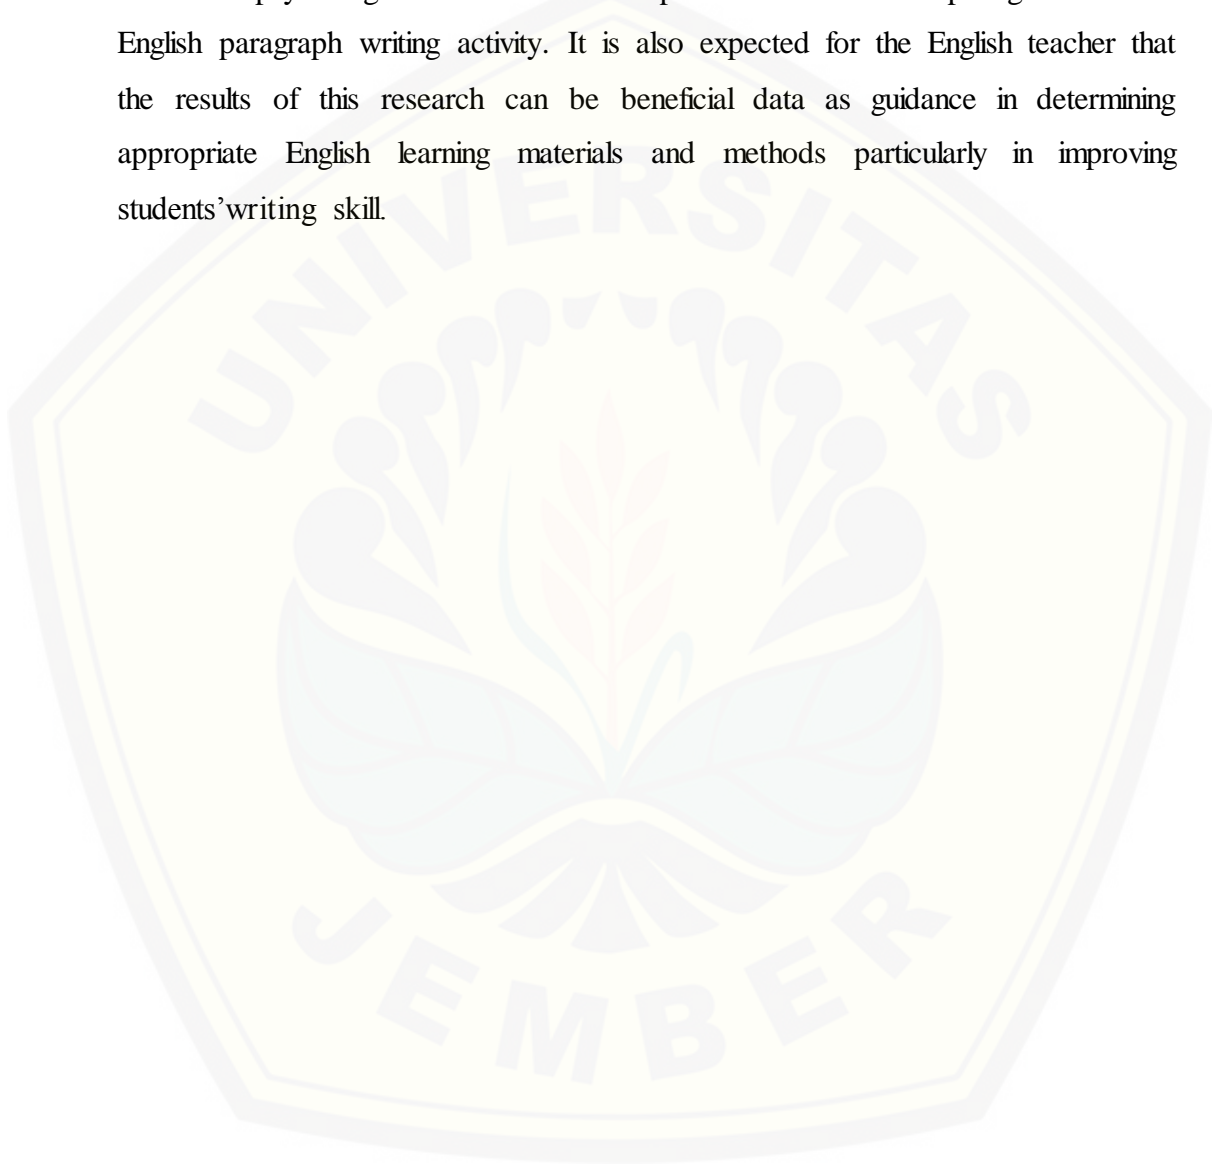 English paragraph writing activity. It is also expected for the English teacher that
the results of this research can be beneficial data as guidance in determining
appropriate English learning materials and methods particularly in improving
students’writing skill.
UNIVERSITAS
JEMBER